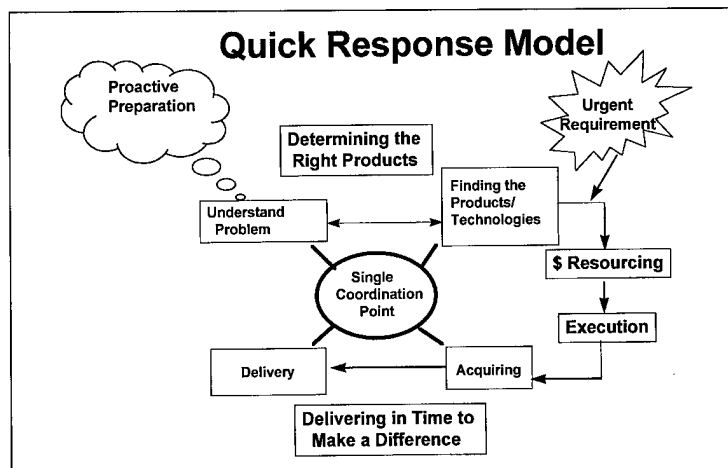 Quick Response Model
Proactive
Preparation
Urgent
Requirement
Determining the
Right Products
Finding the
Products/
Technologies
Understand
Problem
$ Resourcing
Single
Coordination
Point
Execution
Delivery
Acquiring
Delivering in Time to
Make a Difference